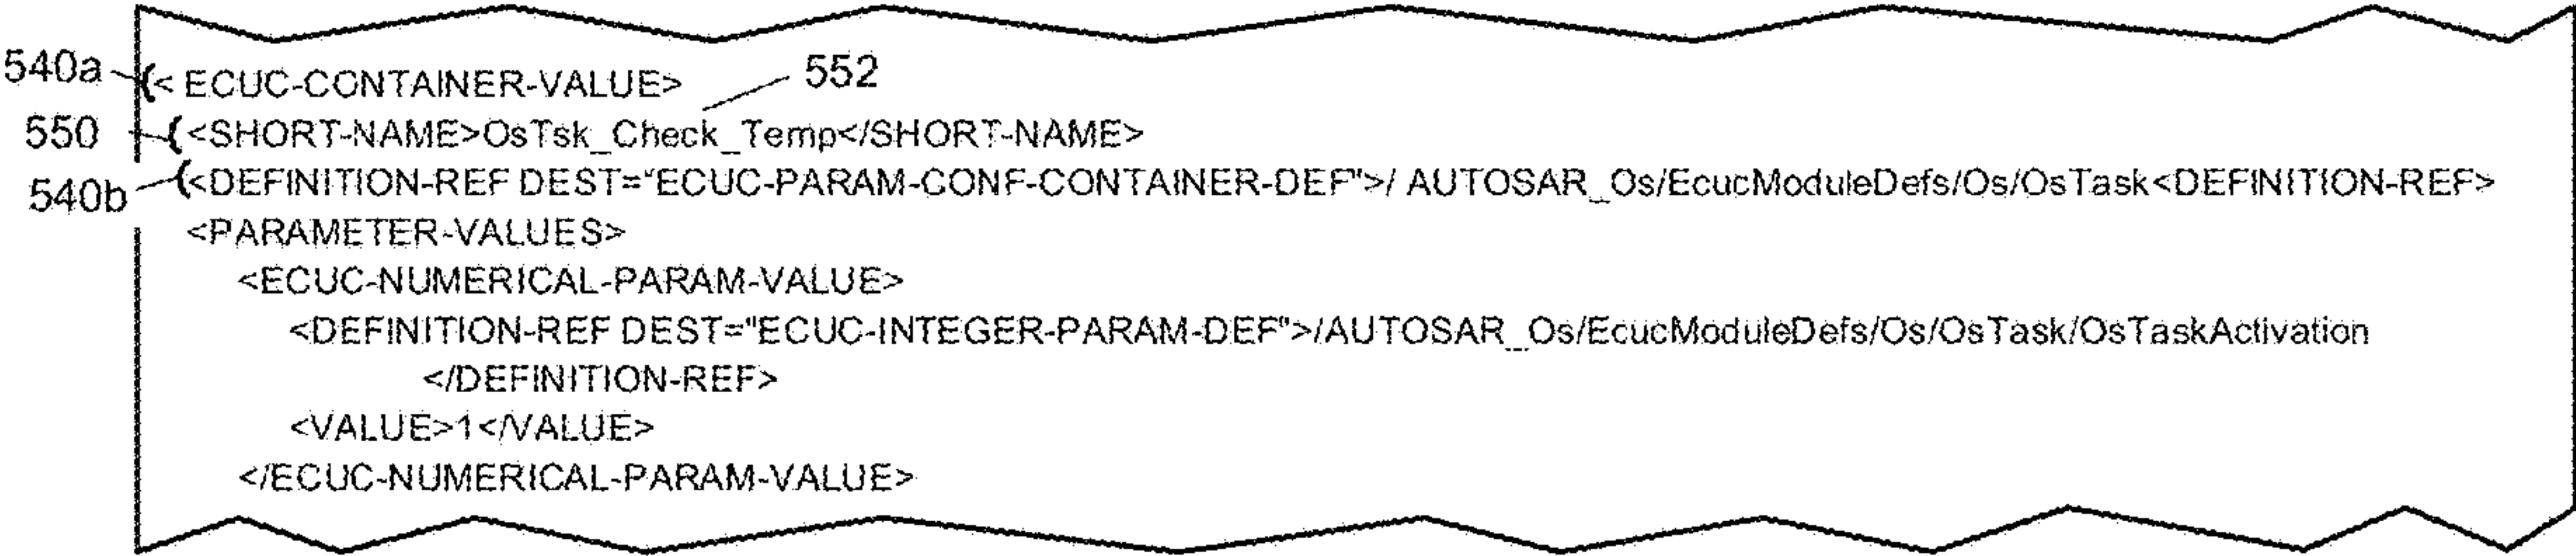 540a < ECUC-CONTAINER-VALUE> 552
550 <SHORT-NAME>OsTsk_Check_Temp</SHORT-NAME>
540b <DEFINITION-REF DEST="ECUC-PARAM-CONF-CONTAINER-DEF">/ AUTOSAR_Os/EcucModuleDefs/Os/OsTask<DEFINITION-REF>
<PARAMETER-VALUES>
<ECUC-NUMERICAL-PARAM-VALUE>
<DEFINITION-REF DEST="ECUC-INTEGER-PARAM-DEF">/AUTOSAR_Os/EcucModuleDefs/Os/OsTask/OsTaskActivation
</DEFINITION-REF>
<VALUE>1</VALUE>
</ECUC-NUMERICAL-PARAM-VALUE>